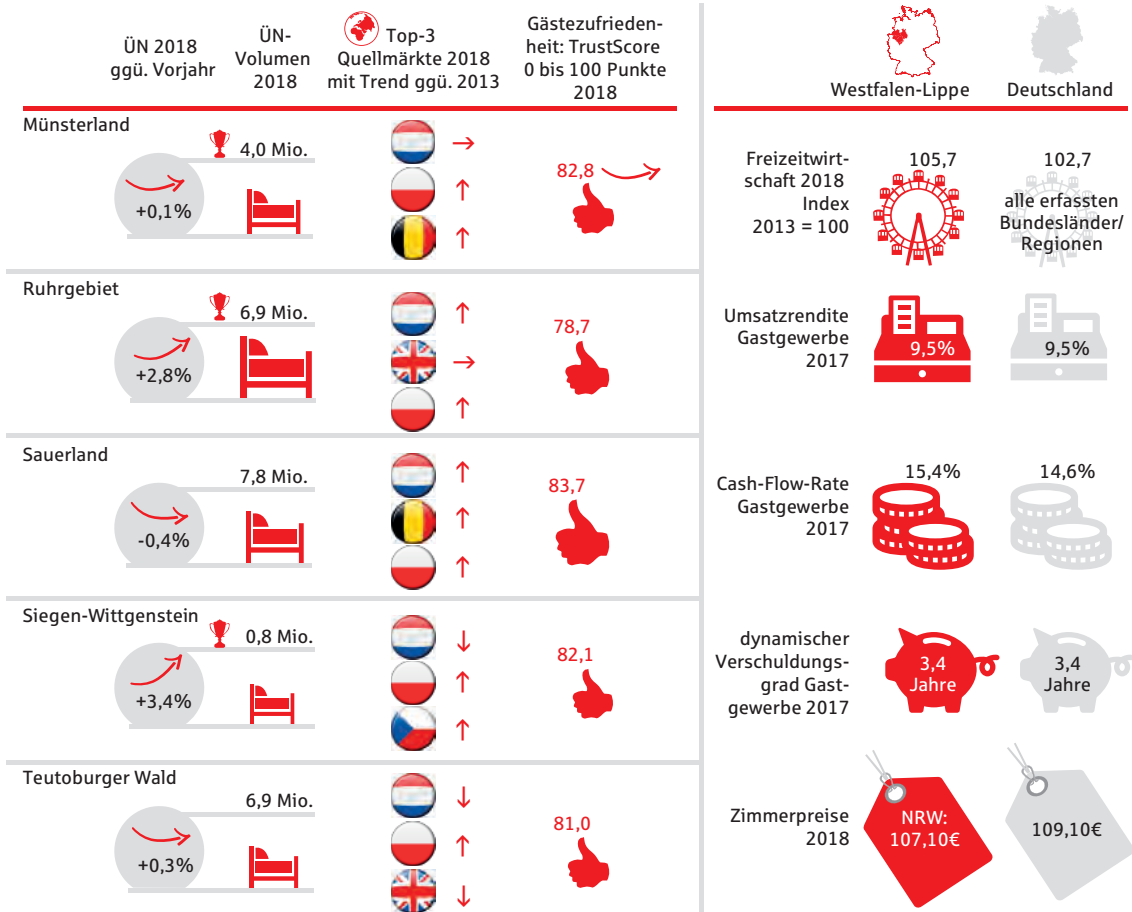 ÜN 2018
ggü. Vorjahr
ÜN-
Volumen
2018
Top-3
Quellmärkte 2018
mit Trend ggü. 2013
Gästezufrieden-
heit: TrustScore
0 bis 100 Punkte
2018
Münsterland
+0,1%
4,0 Mio.
82,8
Ruhrgebiet
+2,8%
6,9 Mio.
78,7
Sauerland
-0,4%
7,8 Mio.
83,7
Siegen-Wittgenstein
+3,4%
0,8 Mio.
82,1
Teutoburger Wald
+0,3%
6,9 Mio.
81,0
Westfalen-Lippe
Deutschland
Freizeitwirt-
schaft 2018
Index
2013 = 100
105,7
102,7
alle erfassten
Bundesländer/
Regionen
Umsatzrendite
Gastgewerbe
2017
9,5%
9,5%
Cash-Flow-Rate
Gastgewerbe
2017
15,4%
14,6%
dynamischer
Verschuldungs-
grad Gast-
gewerbe 2017
3,4
Jahre
3,4
Jahre
Zimmerpreise
2018
NRW:
107,10€
109,10€